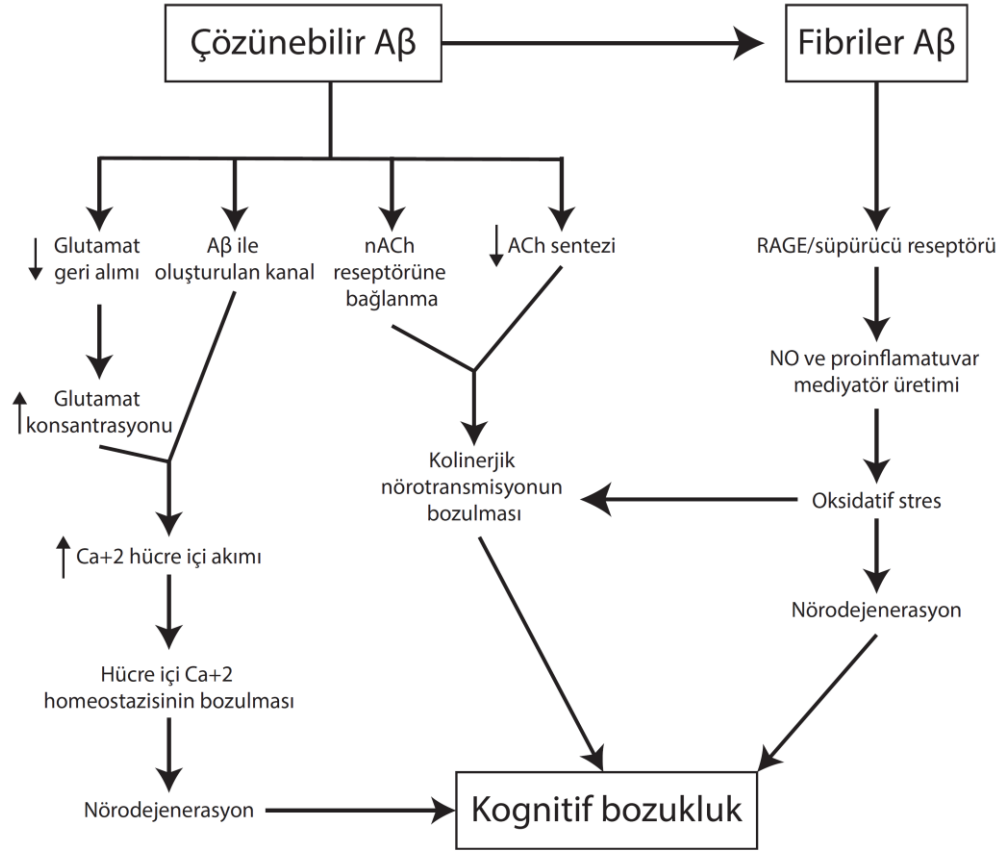 Çözünebilir Aβ
Fibriler Aβ
Glutamat
geri alımı
Aβ ile
oluşturulan kanal
nACh
reseptörüne
bağlanma
ACh sentezi
RAGE/süpürücü reseptörü
NO ve proinflamatuvar
mediyatör üretimi
Glutamat
konsantrasyonu
Kolinerjik
nörotransmisyonun
bozulması
Oksidatif stres
Ca+2 hücre içi akımı
Nörodejenerasyon
Hücre içi Ca+2
homeostazisinin bozulması
Nörodejenerasyon
Kognitif bozukluk